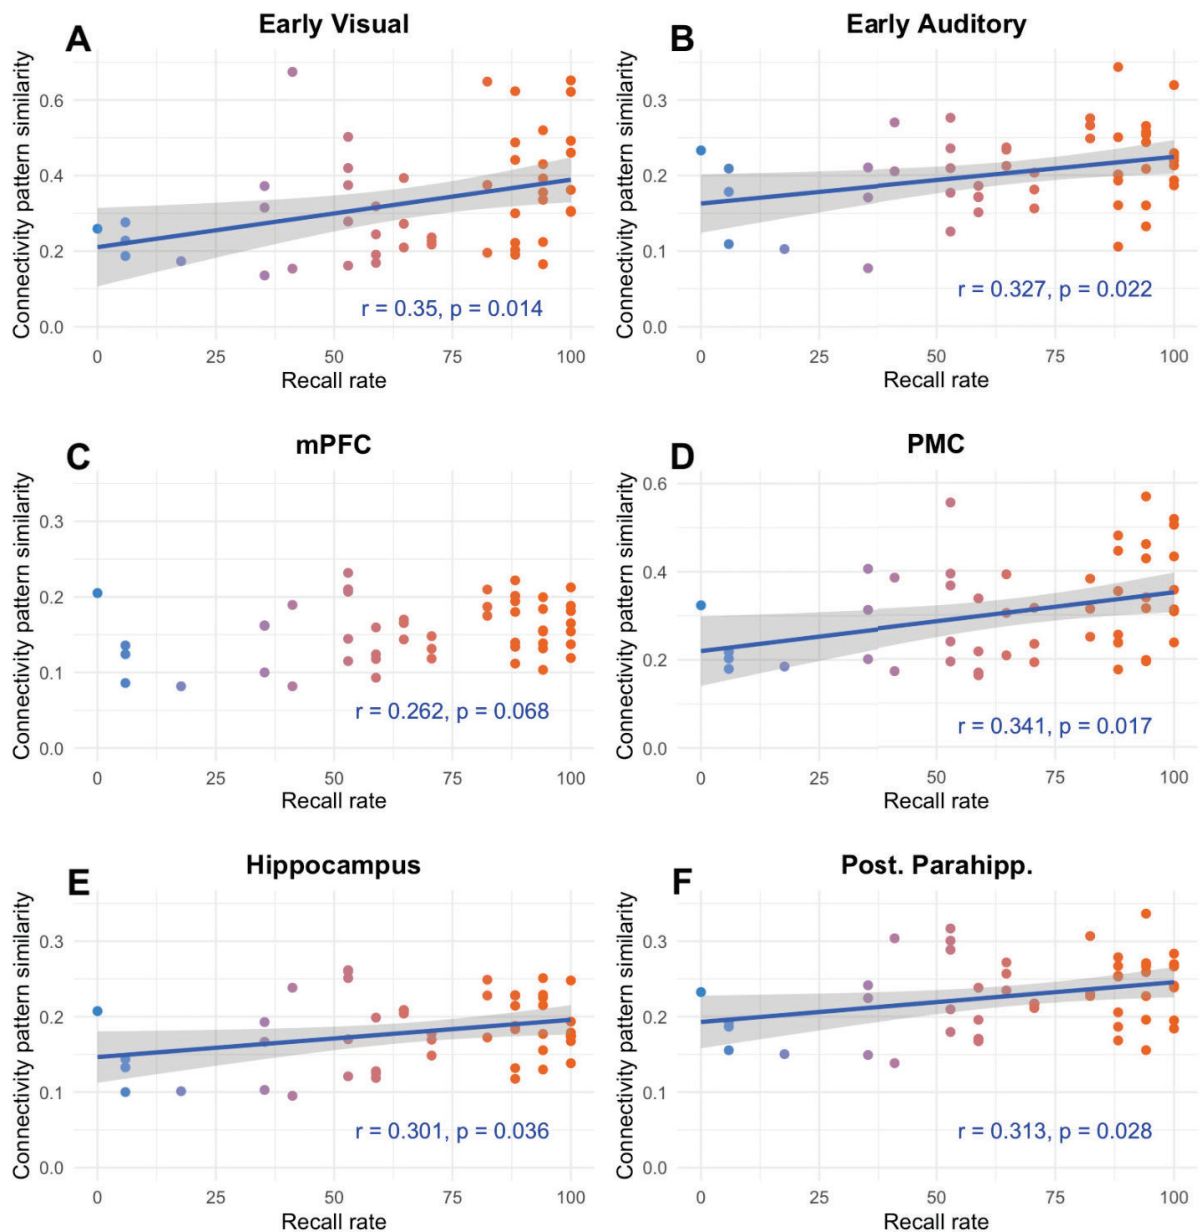 A
Early Visual
Connectivity pattern similarity
0.6
0.4
0.2
0.0
r = 0.35, p = 0.014
0
25
50
75
100
Recall rate
B
Early Auditory
Connectivity pattern similarity
0.3
0.2
0.1
0.0
r = 0.327, p = 0.022
0
25
50
75
100
Recall rate
C
mPFC
Connectivity pattern similarity
0.3
0.2
0.1
0.0
r = 0.262, p = 0.068
0
25
50
75
100
Recall rate
D
PMC
Connectivity pattern similarity
0.6
0.4
0.2
0.0
r = 0.341, p = 0.017
0
25
50
75
100
Recall rate
E
Hippocampus
Connectivity pattern similarity
0.3
0.2
0.1
0.0
r = 0.301, p = 0.036
0
25
50
75
100
Recall rate
F
Post. Parahipp.
Connectivity pattern similarity
0.3
0.2
0.1
0.0
r = 0.313, p = 0.028
0
25
50
75
100
Recall rate